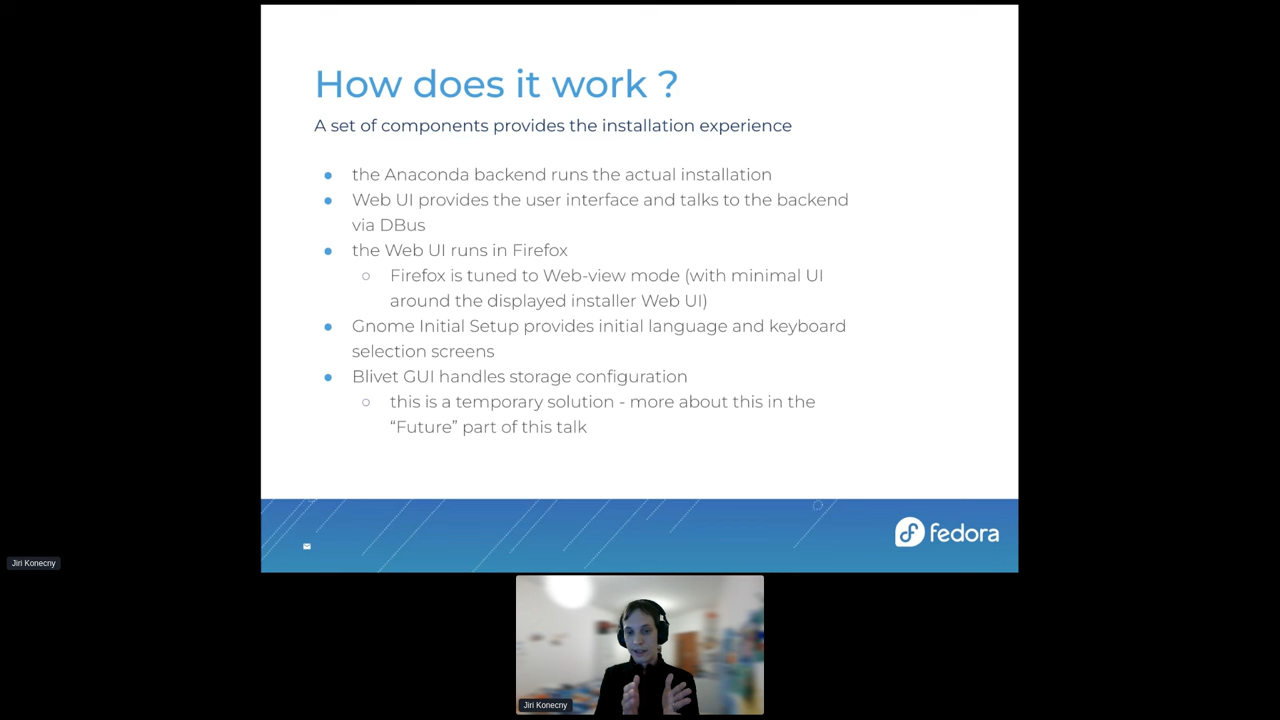 How does it work ?
A set of components provides the installation experience
● the Anaconda backend runs the actual installation
● Web UI provides the user interface and talks to the backend
via DBus
● the Web UI runs in Firefox
○ Firefox is tuned to Web-view mode (with minimal UI
around the displayed installer Web UI)
● Gnome Initial Setup provides initial language and keyboard
selection screens
● Blivet GUI handles storage configuration
○ this is a temporary solution - more about this in the
“Future” part of this talk
fedora
Jiri Konecny
Jiri Konecny